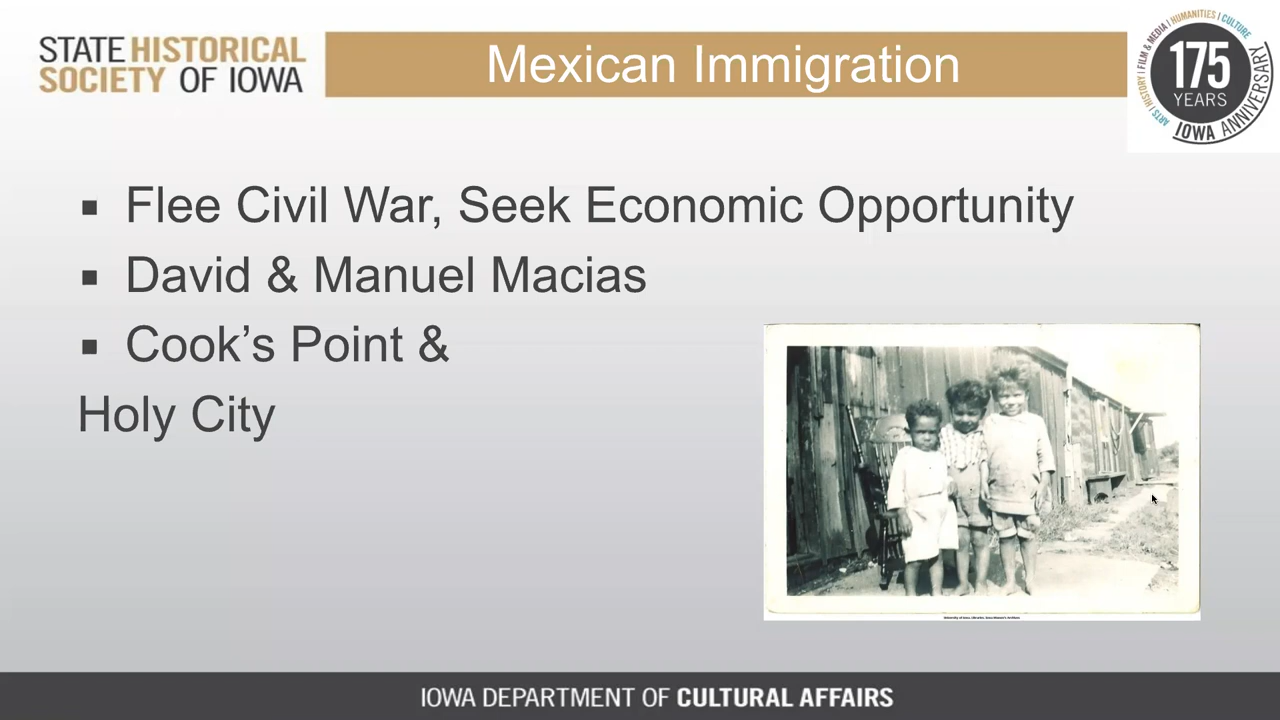 STATE HISTORICAL
SOCIETY OF IOWA
Mexican Immigration
ARTS | HISTORY | FILM & MEDIA | HUMANITIES | CULTURE
175
YEARS
IOWA ANNIVERSARY
▪ Flee Civil War, Seek Economic Opportunity
▪ David & Manuel Macias
▪ Cook’s Point &
Holy City
IOWA DEPARTMENT OF CULTURAL AFFAIRS